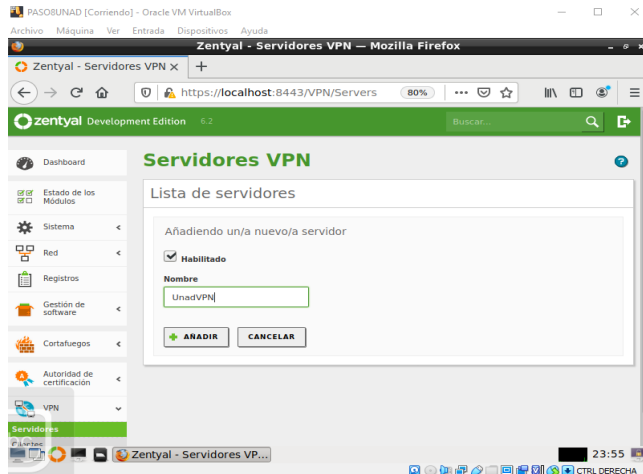 PASO8UNAD [Corriendo] - Oracle VM VirtualBox
Archivo Máquina Ver Entrada Dispositivos Ayuda
Zentyal - Servidores VPN — Mozilla Firefox
Zentyal - Servidores VPN
https://localhost:8443/VPN/Servers 80%
zentyal Development Edition 6.2 Buscar...
Dashboard
Estado de los Módulos
Sistema
Red
Registros
Gestión de software
Cortafuegos
Autoridad de certificación
VPN
Servidores
Servidores VPN
Lista de servidores
Añadiendo un/a nuevo/a servidor
Habilitado
Nombre
UnadVPN
AÑADIR CANCELAR
Zentyal - Servidores VP... 23:55
CTRL DERECHA